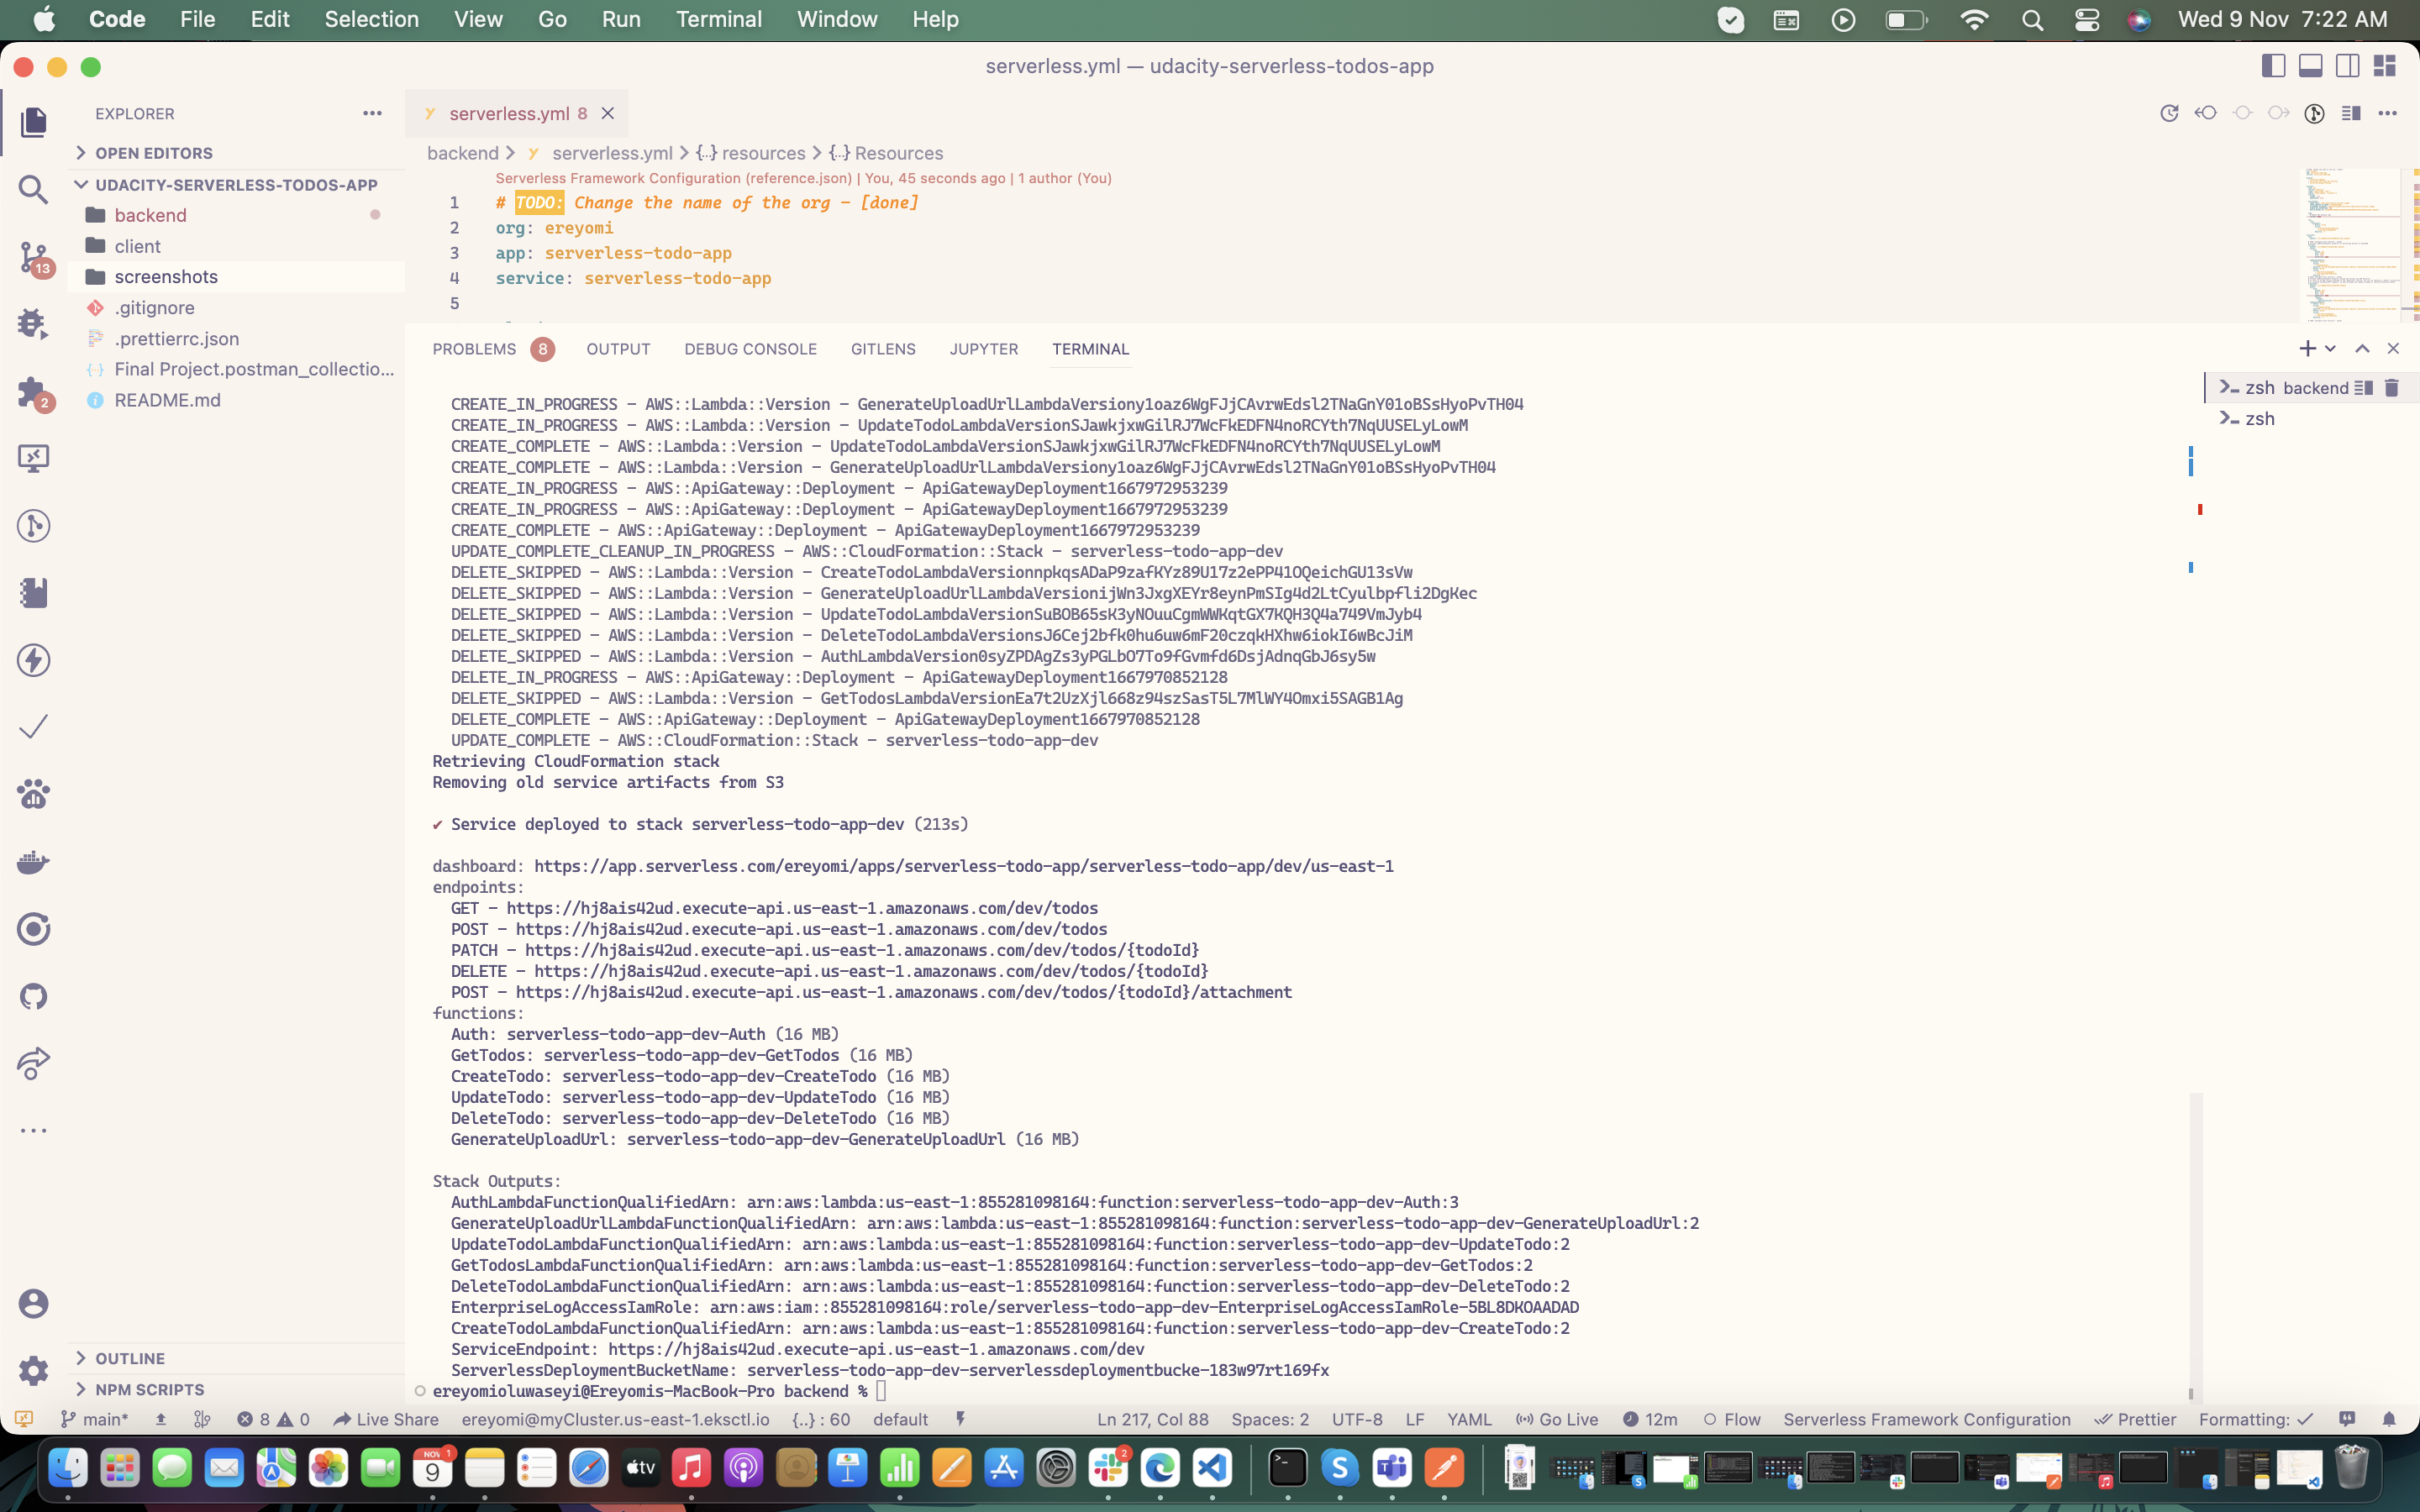 Code File Edit Selection View Go Run Terminal Window Help Wed 9 Nov 7:22 AM
serverless.yml — udacity-serverless-todos-app
EXPLORER
serverless.yml 8
OPEN EDITORS
backend serverless.yml {..} resources {..} Resources
UDACITY-SERVERLESS-TODOS-APP
Serverless Framework Configuration (reference.json) | You, 45 seconds ago | 1 author (You)
1 # TODO: Change the name of the org - [done]
2 org: ereyomi
3 app: serverless-todo-app
4 service: serverless-todo-app
5
backend
client
screenshots
.gitignore
.prettierrc.json
Final Project.postman_collectio...
README.md
13
2
PROBLEMS 8 OUTPUT DEBUG CONSOLE GITLENS JUPYTER TERMINAL
zsh backend
zsh
CREATE_IN_PROGRESS - AWS::Lambda::Version - GenerateUploadUrlLambdaVersiony1oaz6WgFJjCAvrwEdsl2TNaGnY01oBSsHyoPvTH04
CREATE_IN_PROGRESS - AWS::Lambda::Version - UpdateTodoLambdaVersionSJawkjxwGilRJ7WcFkEDFN4noRCYth7NqUUSELyLowM
CREATE_COMPLETE - AWS::Lambda::Version - UpdateTodoLambdaVersionSJawkjxwGilRJ7WcFkEDFN4noRCYth7NqUUSELyLowM
CREATE_COMPLETE - AWS::Lambda::Version - GenerateUploadUrlLambdaVersiony1oaz6WgFJjCAvrwEdsl2TNaGnY01oBSsHyoPvTH04
CREATE_IN_PROGRESS - AWS::ApiGateway::Deployment - ApiGatewayDeployment1667972953239
CREATE_IN_PROGRESS - AWS::ApiGateway::Deployment - ApiGatewayDeployment1667972953239
CREATE_COMPLETE - AWS::ApiGateway::Deployment - ApiGatewayDeployment1667972953239
UPDATE_COMPLETE_CLEANUP_IN_PROGRESS - AWS::CloudFormation::Stack - serverless-todo-app-dev
DELETE_SKIPPED - AWS::Lambda::Version - CreateTodoLambdaVersionnpkqsADaP9zafKYz89U17z2ePP41OQeichGU13sVw
DELETE_SKIPPED - AWS::Lambda::Version - GenerateUploadUrlLambdaVersionijWn3JxgXEYr8eynPmSIg4d2LtCyulbpfli2DgKec
DELETE_SKIPPED - AWS::Lambda::Version - UpdateTodoLambdaVersionSuBOB65sK3yNOuuCgmWWKqtGX7KQH3Q4a749VmJyb4
DELETE_SKIPPED - AWS::Lambda::Version - DeleteTodoLambdaVersionsJ6Cej2bfk0hu6uw6mF20czqkHXhw6iokI6wBcJiM
DELETE_SKIPPED - AWS::Lambda::Version - AuthLambdaVersion0syZPDAgZs3yPGLbO7To9fGvmfd6DsjAdnqGbJ6sy5w
DELETE_IN_PROGRESS - AWS::ApiGateway::Deployment - ApiGatewayDeployment1667970852128
DELETE_SKIPPED - AWS::Lambda::Version - GetTodosLambdaVersionEa7t2UzXjl668z94szSasT5L7MlWY4Omxi5SAGB1Ag
DELETE_COMPLETE - AWS::ApiGateway::Deployment - ApiGatewayDeployment1667970852128
UPDATE_COMPLETE - AWS::CloudFormation::Stack - serverless-todo-app-dev
Retrieving CloudFormation stack
Removing old service artifacts from S3
✔ Service deployed to stack serverless-todo-app-dev (213s)
dashboard: https://app.serverless.com/ereyomi/apps/serverless-todo-app/serverless-todo-app/dev/us-east-1
endpoints:
GET - https://hj8ais42ud.execute-api.us-east-1.amazonaws.com/dev/todos
POST - https://hj8ais42ud.execute-api.us-east-1.amazonaws.com/dev/todos
PATCH - https://hj8ais42ud.execute-api.us-east-1.amazonaws.com/dev/todos/{todoId}
DELETE - https://hj8ais42ud.execute-api.us-east-1.amazonaws.com/dev/todos/{todoId}
POST - https://hj8ais42ud.execute-api.us-east-1.amazonaws.com/dev/todos/{todoId}/attachment
functions:
Auth: serverless-todo-app-dev-Auth (16 MB)
GetTodos: serverless-todo-app-dev-GetTodos (16 MB)
CreateTodo: serverless-todo-app-dev-CreateTodo (16 MB)
UpdateTodo: serverless-todo-app-dev-UpdateTodo (16 MB)
DeleteTodo: serverless-todo-app-dev-DeleteTodo (16 MB)
GenerateUploadUrl: serverless-todo-app-dev-GenerateUploadUrl (16 MB)
Stack Outputs:
AuthLambdaFunctionQualifiedArn: arn:aws:lambda:us-east-1:855281098164:function:serverless-todo-app-dev-Auth:3
GenerateUploadUrlLambdaFunctionQualifiedArn: arn:aws:lambda:us-east-1:855281098164:function:serverless-todo-app-dev-GenerateUploadUrl:2
UpdateTodoLambdaFunctionQualifiedArn: arn:aws:lambda:us-east-1:855281098164:function:serverless-todo-app-dev-UpdateTodo:2
GetTodosLambdaFunctionQualifiedArn: arn:aws:lambda:us-east-1:855281098164:function:serverless-todo-app-dev-GetTodos:2
DeleteTodoLambdaFunctionQualifiedArn: arn:aws:lambda:us-east-1:855281098164:function:serverless-todo-app-dev-DeleteTodo:2
EnterpriseLogAccessIamRole: arn:aws:iam::855281098164:role/serverless-todo-app-dev-EnterpriseLogAccessIamRole-5BL8DKOAADAD
CreateTodoLambdaFunctionQualifiedArn: arn:aws:lambda:us-east-1:855281098164:function:serverless-todo-app-dev-CreateTodo:2
ServiceEndpoint: https://hj8ais42ud.execute-api.us-east-1.amazonaws.com/dev
ServerlessDeploymentBucketName: serverless-todo-app-dev-serverlessdeploymentbucke-183w97rt169fx
ereyomioluwaseyi@Ereyomis-MacBook-Pro backend %
OUTLINE
NPM SCRIPTS
main* 8 0 Live Share ereyomi@myCluster.us-east-1.eksctl.io {..} : 60 default Ln 217, Col 88 Spaces: 2 UTF-8 LF YAML Go Live 12m Flow Serverless Framework Configuration Prettier Formatting: ✓
NOV 1
9
tv
2